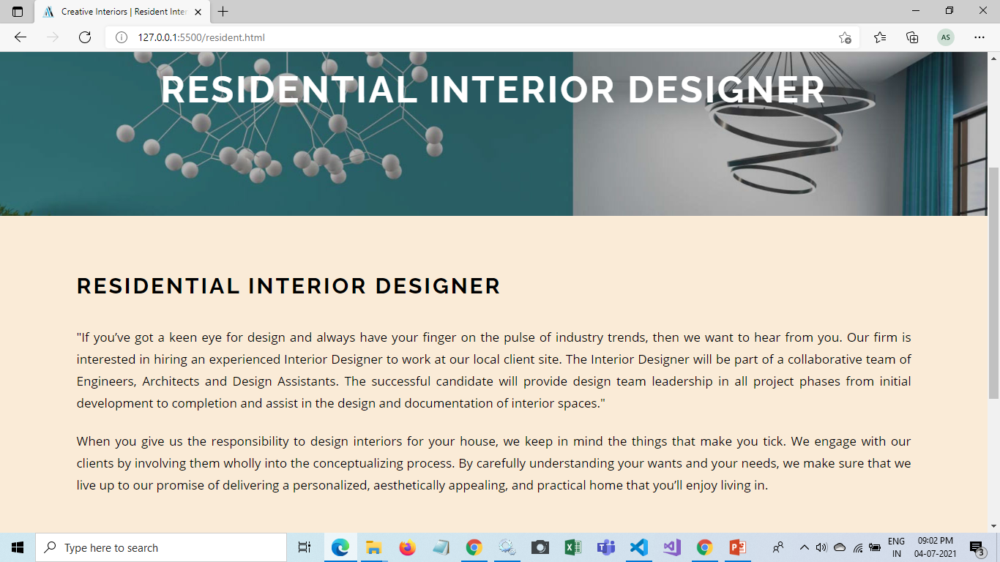 Creative Interiors | Resident Inter
127.0.0.1:5500/resident.html
AS
RESIDENTIAL INTERIOR DESIGNER
RESIDENTIAL INTERIOR DESIGNER
"If you’ve got a keen eye for design and always have your finger on the pulse of industry trends, then we want to hear from you. Our firm is
interested in hiring an experienced Interior Designer to work at our local client site. The Interior Designer will be part of a collaborative team of
Engineers, Architects and Design Assistants. The successful candidate will provide design team leadership in all project phases from initial
development to completion and assist in the design and documentation of interior spaces."
When you give us the responsibility to design interiors for your house, we keep in mind the things that make you tick. We engage with our
clients by involving them wholly into the conceptualizing process. By carefully understanding your wants and your needs, we make sure that we
live up to our promise of delivering a personalized, aesthetically appealing, and practical home that you’ll enjoy living in.
Type here to search
ENG
IN
09:02 PM
04-07-2021
3